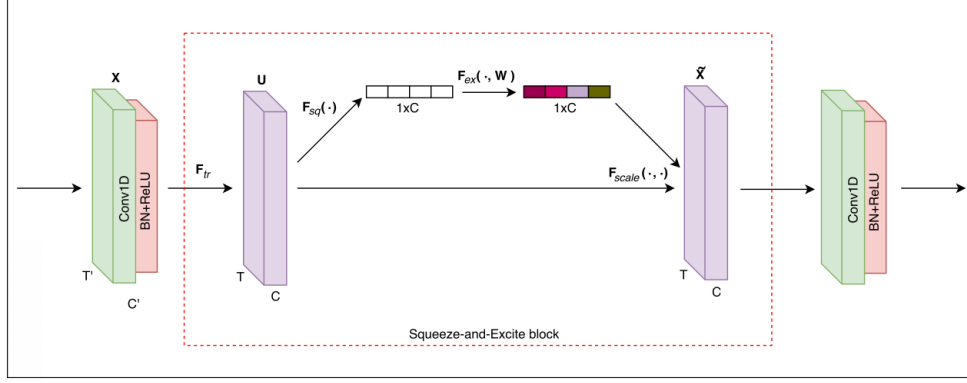 X
Conv1D
BN+ReLU
T'
C'
F_tr
U
T
C
F_sq(·)
1xC
F_ex(·, W)
1xC
F_scale(·,·)
X̃
T
C
Conv1D
BN+ReLU
Squeeze-and-Excite block